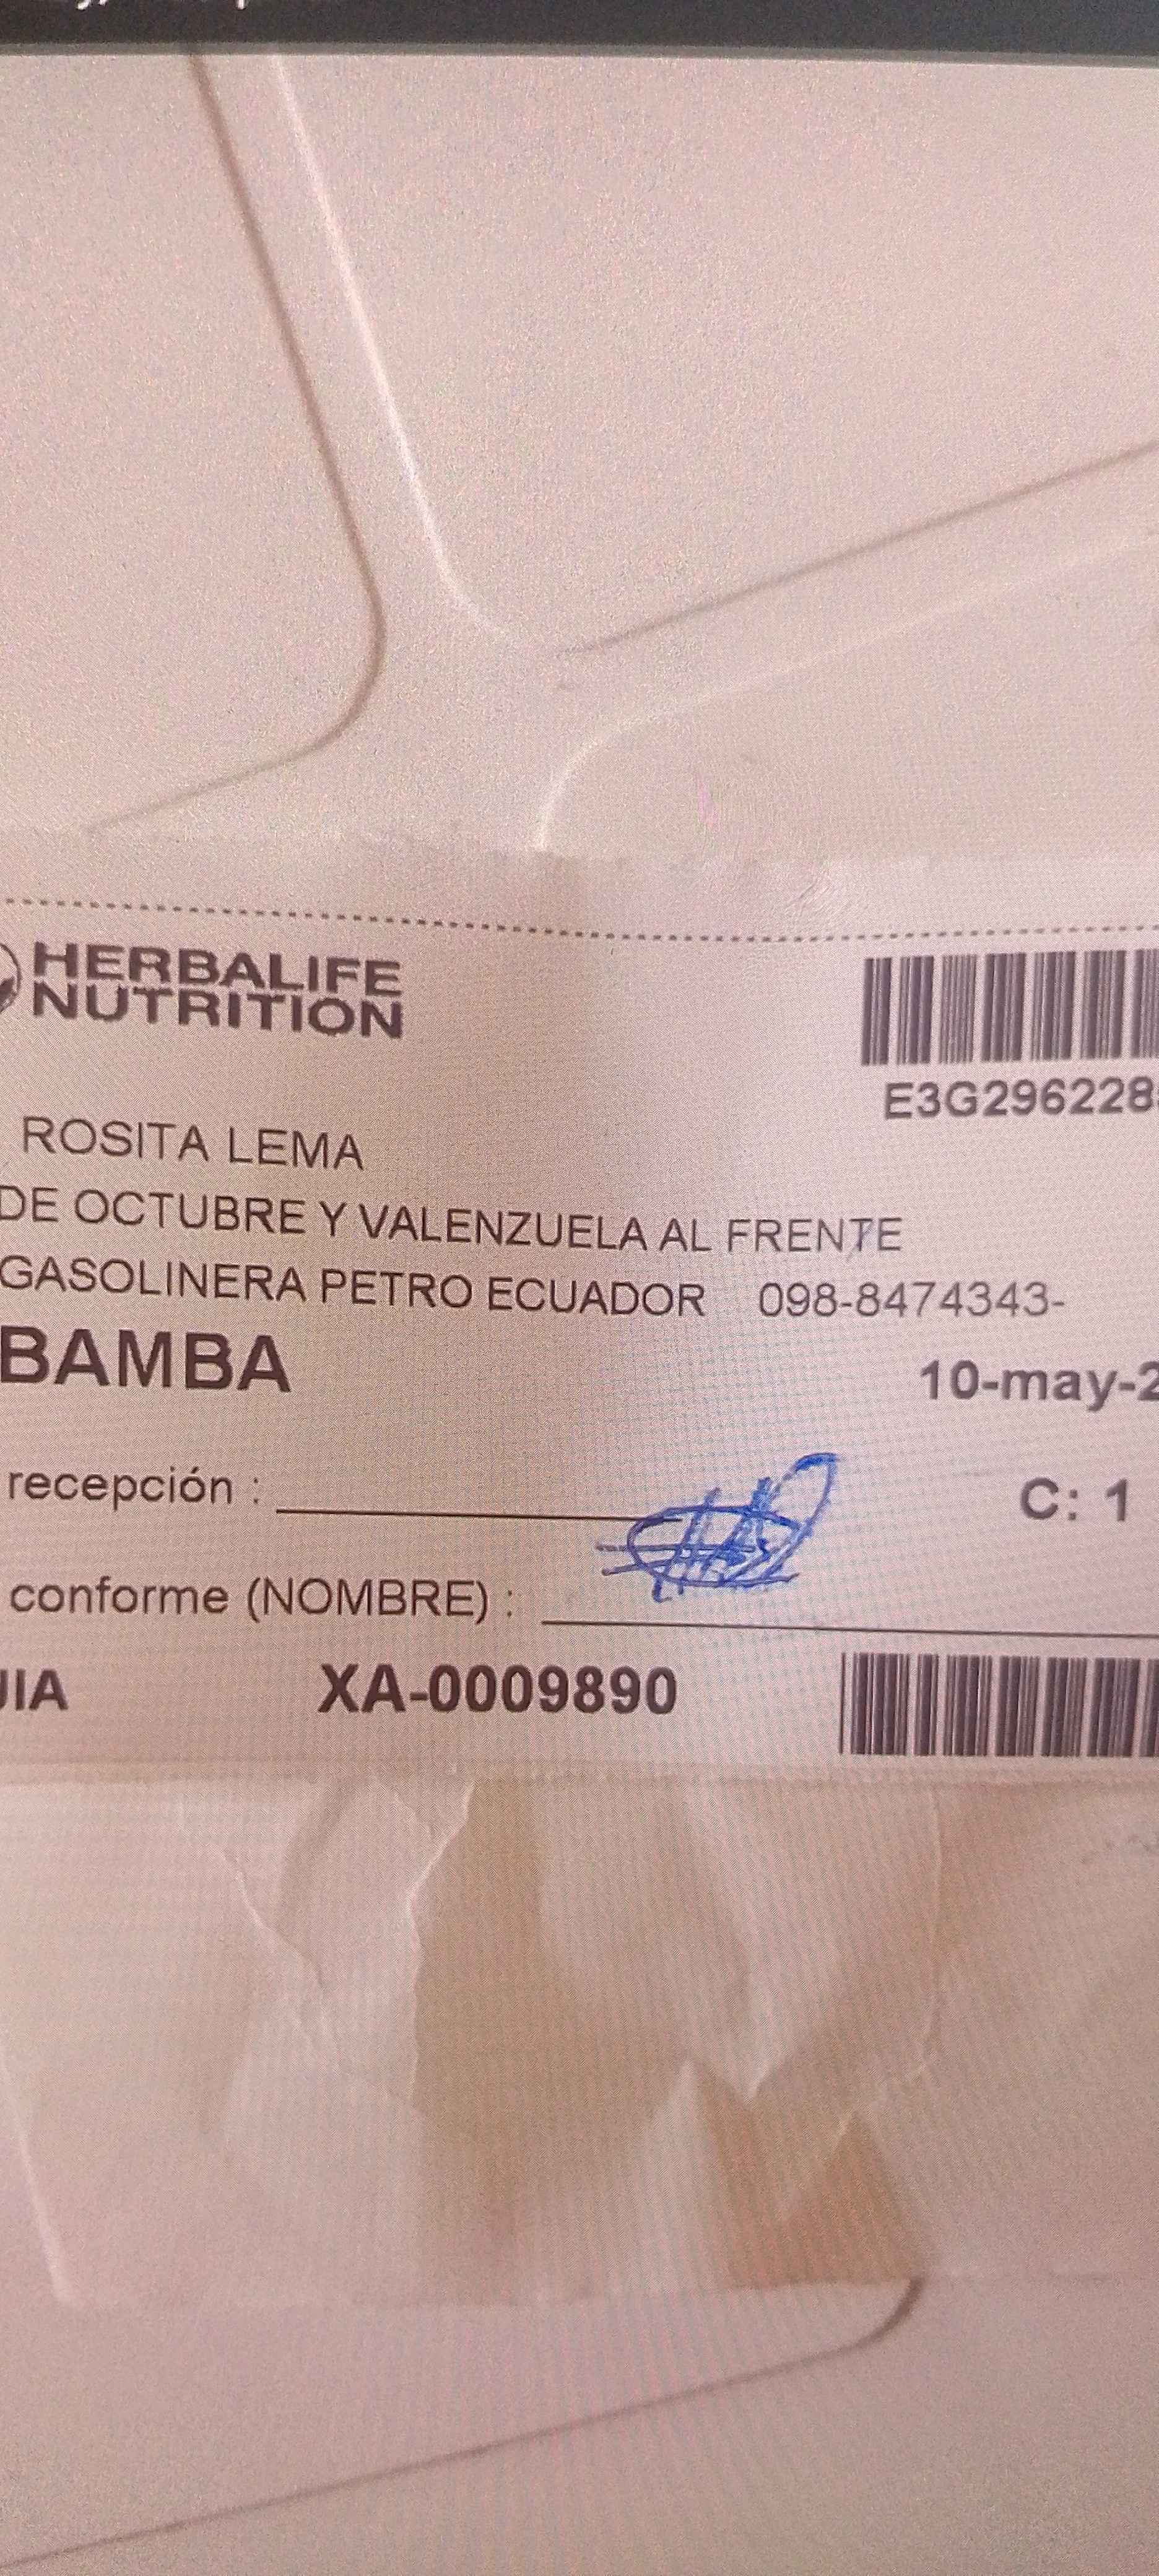 HERBALIFE
NUTRITION
E3G296228
ROSITA LEMA
DE OCTUBRE Y VALENZUELA AL FRENTE
GASOLINERA PETRO ECUADOR 098-8474343-
BAMBA
10-may-2
recepción :
C: 1
conforme (NOMBRE) :
UIA XA-0009890